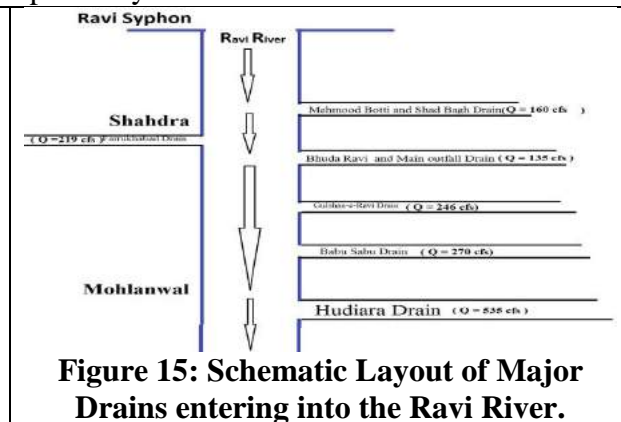 Ravi Syphon
Ravi River
Mehmood Botti and Shad Bagh Drain(Q = 160 cfs )
Shahdra
( Q =219 cfs ) Farrukhabad Drain
Bhuda Ravi and Main outfall Drain ( Q = 135 cfs )
Gulshan-e-Ravi Drain ( Q = 246 cfs)
Babu Sabu Drain ( Q = 270 cfs)
Mohlanwal
Hudiara Drain ( Q = 535 cfs )
Figure 15: Schematic Layout of Major
Drains entering into the Ravi River.